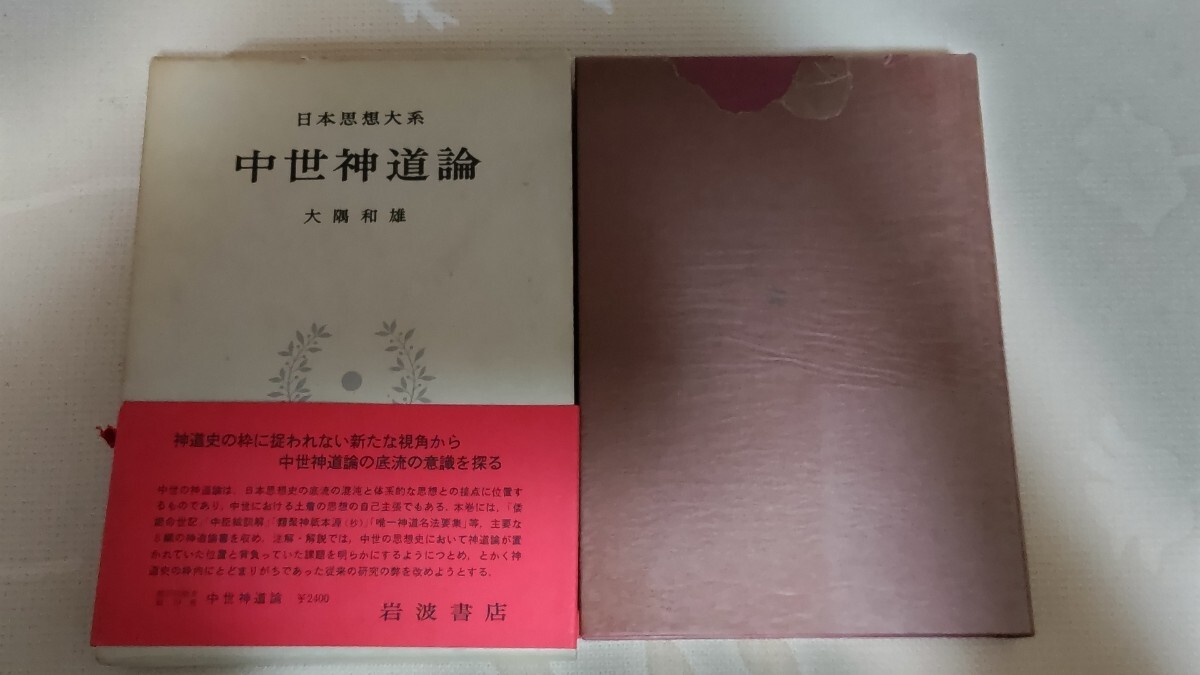 日本思想大系
中世神道論
大隅和雄
神道史の枠に捉われない新たな視角から
中世神道論の底流の意識を探る
中世の神道論は、日本思想史の底流の混沌と体系的な思想との接点に位置す
るものであり、中世における土着の思想の自己主張でもある。本巻には、「倭
姫命世記」「中臣祓訓解」「類聚神祇本源(抄)」「唯一神道名法要集」等、主要な
篇の神道論書を収め、注解・解説では、中世の思想史において神道論が置
かれていた位置と背負っていた課題を明らかにするようにつとめ、とかく神
道史の枠内にとどまりがちであった従来の研究の弊を改めようとする。
中世神道論 ¥2400
岩波書店